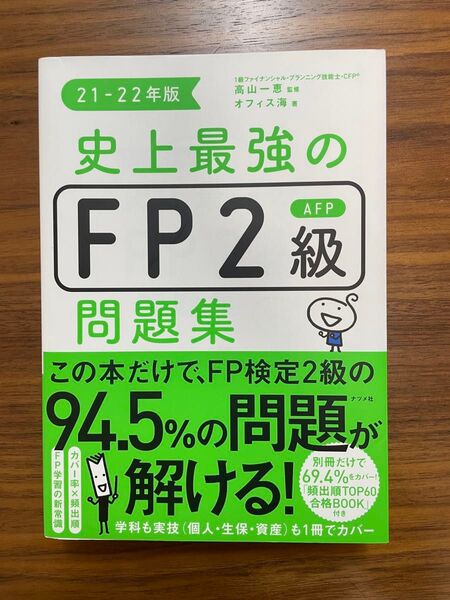 21-22年版
1級ファイナンシャル・プランニング技能士・CFP®
高山一恵 監修
オフィス海 著
史上最強の
FP2級
AFP
問題集
この本だけで、FP検定2級の
94.5%の問題が
ナツメ社
解ける!
カバー率×頻出順
FP学習の新常識
別冊だけで
69.4%をカバー!
「頻出順TOP60
合格BOOK」
付き
学科も実技(個人・生保・資産)も1冊でカバー